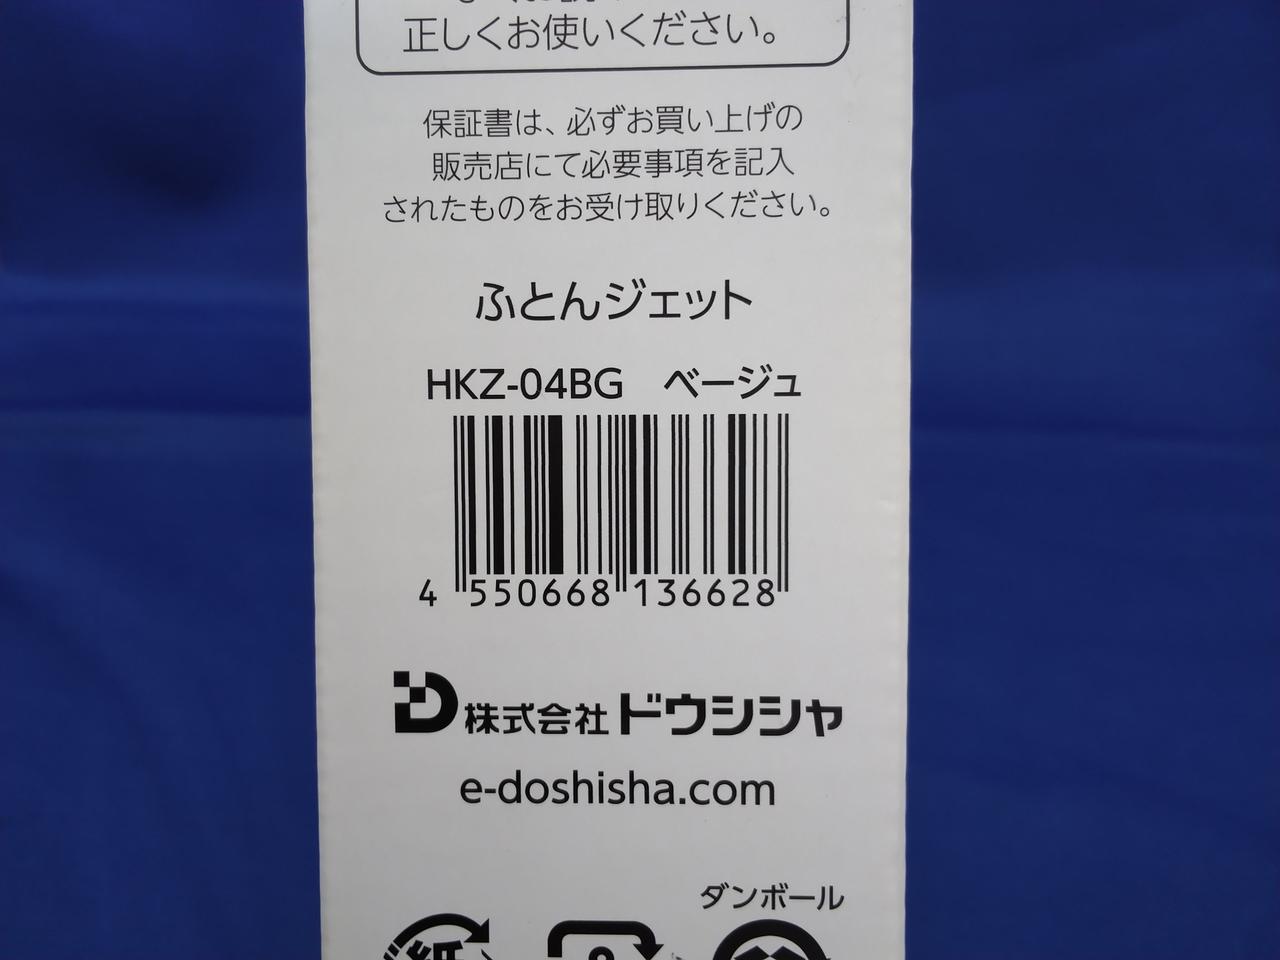 正しくお使いください。
保証書は、必ずお買い上げの
販売店にて必要事項を記入
されたものをお受け取りください。
ふとんジェット
HKZ-04BG　ベージュ
4 550668 136628
株式会社 ドウシシャ
e-doshisha.com
ダンボール
紙